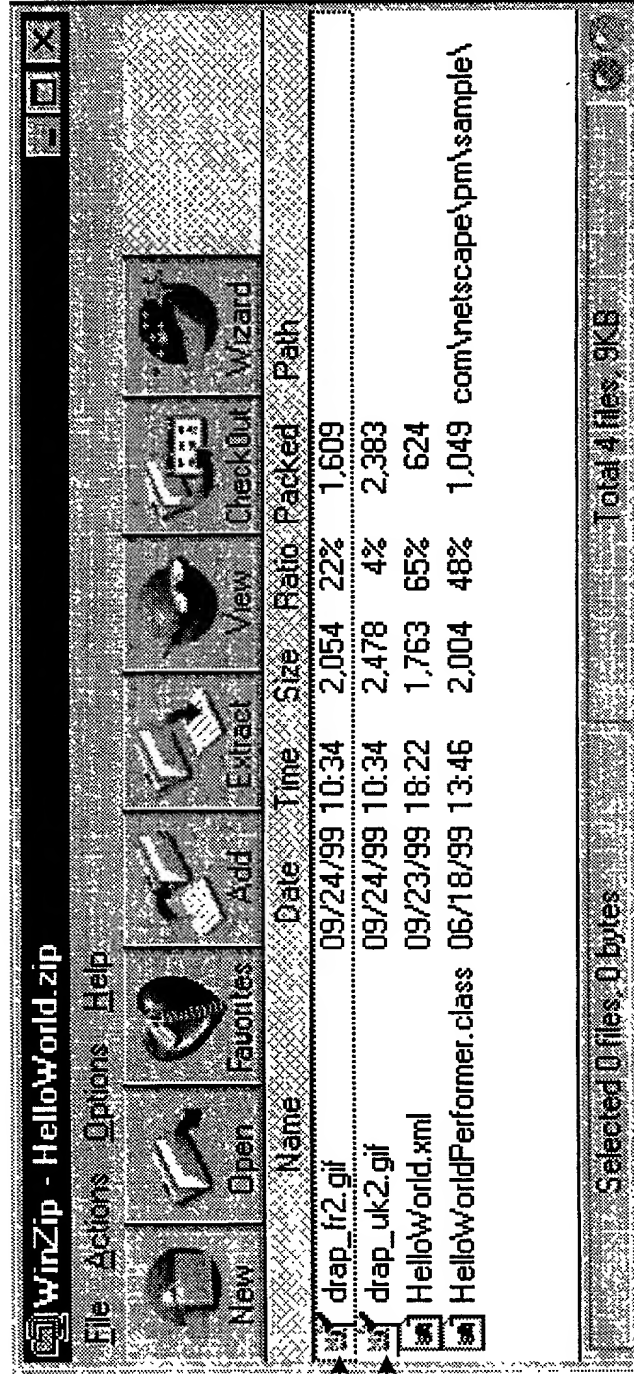 WinZip - HelloWorld.zip
File Actions Options Help
New Open Favorites Add Extract View CheckOut Wizard
Name Date Time Size Ratio Packed Path
drap_fr2.gif 09/24/99 10:34 2,054 22% 1,609
drap_uk2.gif 09/24/99 10:34 2,478 4% 2,383
HelloWorld.xml 09/23/99 18:22 1,763 65% 624
HelloWorldPerformer.class 06/18/99 13:46 2,004 48% 1,049 com\netscape\pm\sample\
Selected 0 files, 0 bytes Total 4 files, 9KB